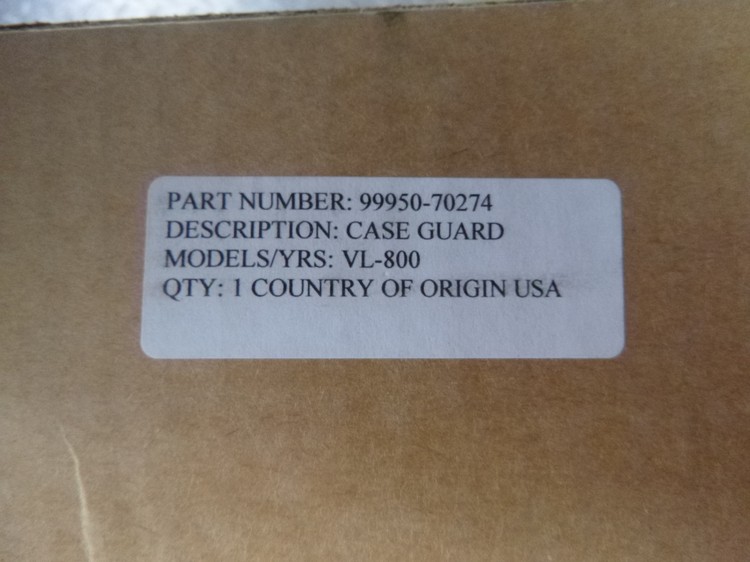 PART NUMBER: 99950-70274
DESCRIPTION: CASE GUARD
MODELS/YRS: VL-800
QTY: 1 COUNTRY OF ORIGIN USA